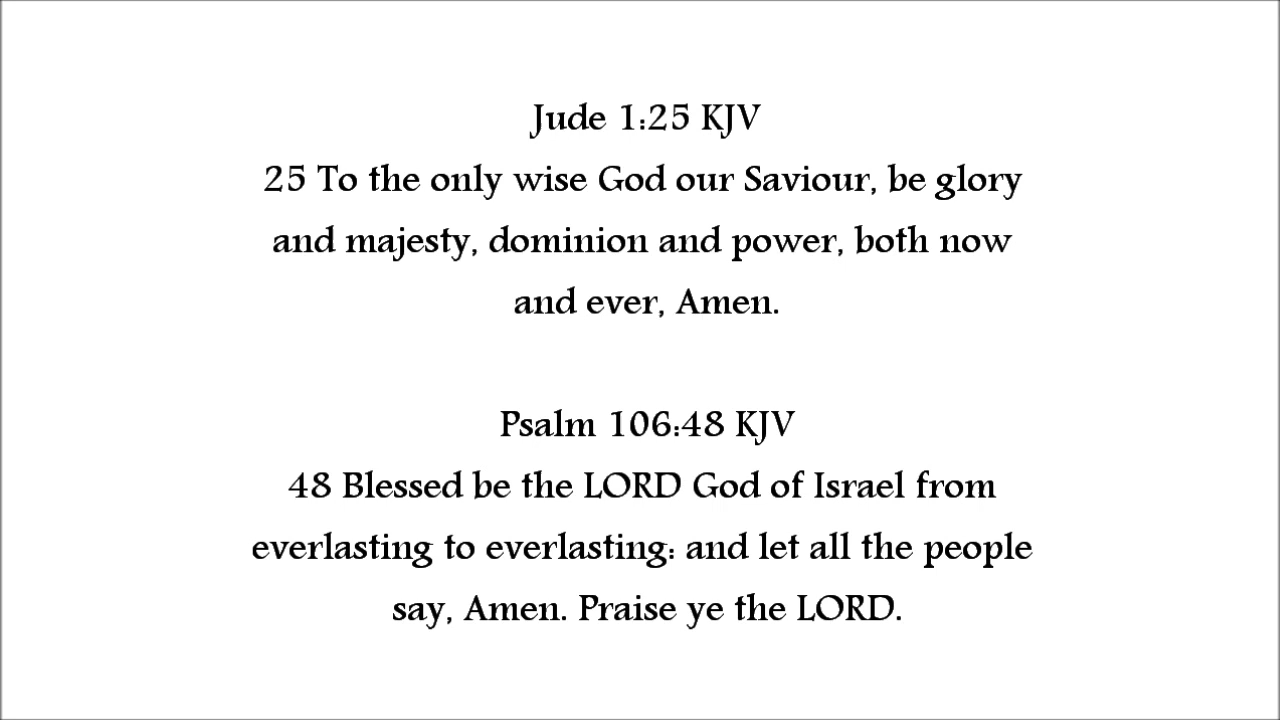 Jude 1:25 KJV
25 To the only wise God our Saviour, be glory
and majesty, dominion and power, both now
and ever, Amen.
Psalm 106:48 KJV
48 Blessed be the LORD God of Israel from
everlasting to everlasting: and let all the people
say, Amen. Praise ye the LORD.